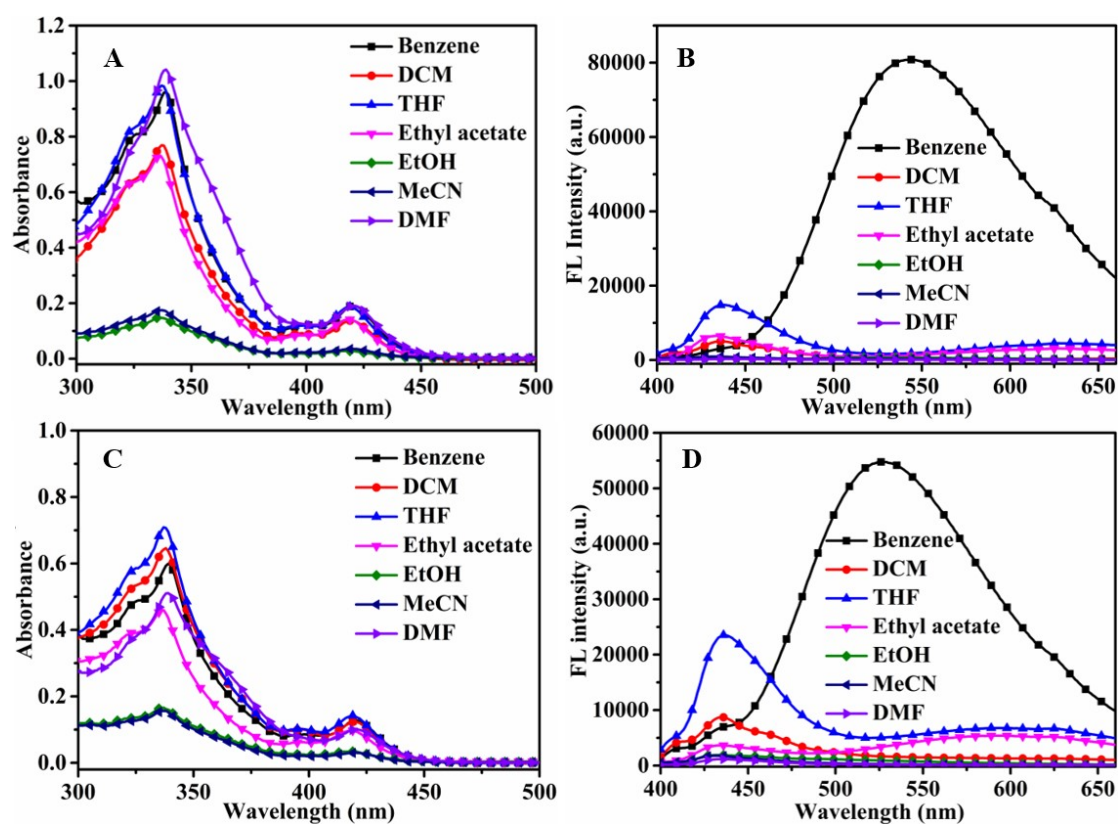 A
Benzene
DCM
THF
Ethyl acetate
EtOH
MeCN
DMF
Absorbance
1.2
1.0
0.8
0.6
0.4
0.2
0.0
300 350 400 450 500
Wavelength (nm)
B
Benzene
DCM
THF
Ethyl acetate
EtOH
MeCN
DMF
FL Intensity (a.u.)
80000
60000
40000
20000
0
400 450 500 550 600 650
Wavelength (nm)
C
Benzene
DCM
THF
Ethyl acetate
EtOH
MeCN
DMF
Absorbance
1.0
0.8
0.6
0.4
0.2
0.0
300 350 400 450 500
Wavelength (nm)
D
Benzene
DCM
THF
Ethyl acetate
EtOH
MeCN
DMF
FL intensity (a.u.)
60000
50000
40000
30000
20000
10000
0
400 450 500 550 600 650
Wavelength (nm)